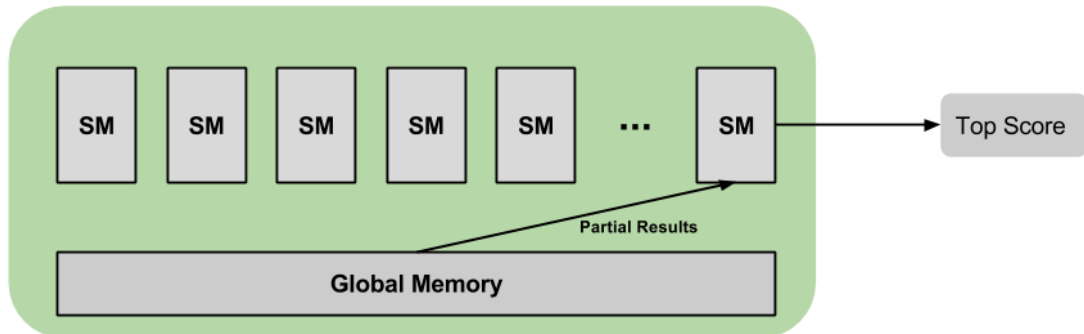 SM SM SM SM SM ... SM
Top Score
Partial Results
Global Memory